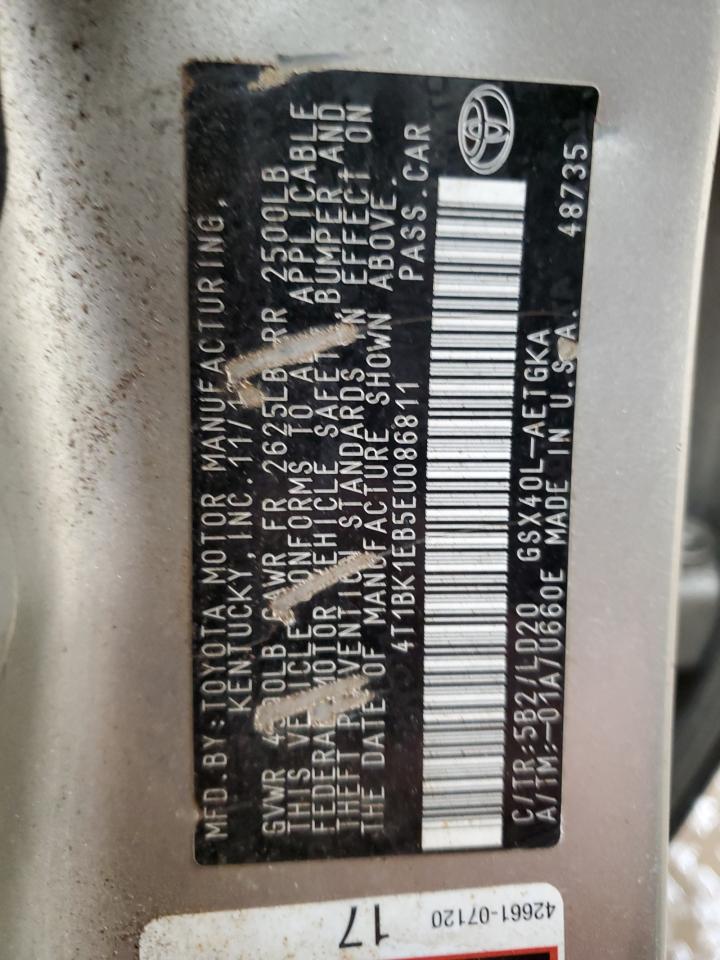 MFD.BY:TOYOTA MOTOR MANUFACTURING,
KENTUCKY,INC. 11/
GVWR FR 2625LB RR 2500LB
THIS VEHICLE CONFORMS TO APPLICABLE
FEDERAL MOTOR VEHICLE SAFETY BUMPER,AND
THEFT PREVENTION STANDARDS IN EFFECT ON
THE DATE OF MANUFACTURE SHOWN ABOVE.
4T1BK1EB5EU086811 PASS.CAR
C/TR:5B2/LD20 GSX40L-AETGKA
A/TM:-01A/U660E MADE IN U.S.A. 48735
42661-07120
17